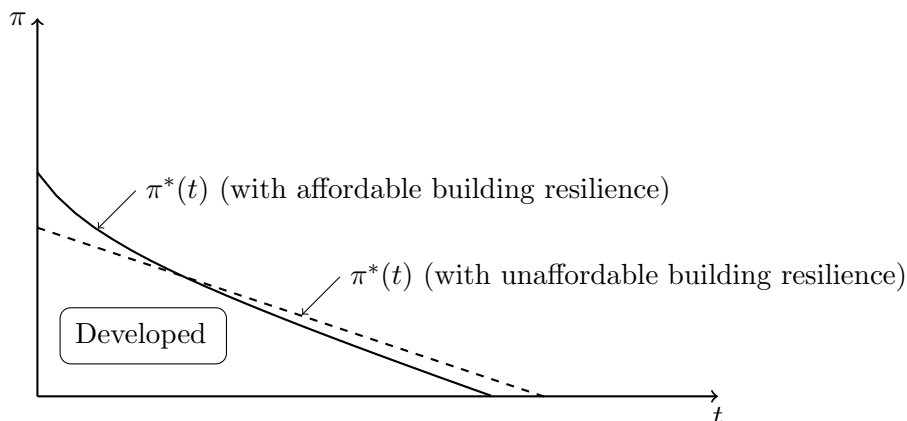 π
π*(t) (with affordable building resilience)
π*(t) (with unaffordable building resilience)
Developed
t